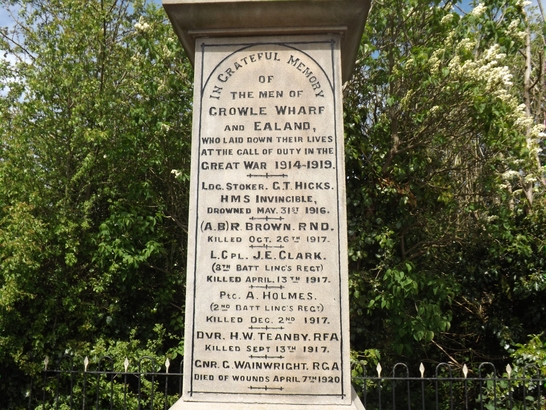 IN GRATEFUL MEMORY
OF
THE MEN OF
CROWLE WHARF
AND EALAND,
WHO LAID DOWN THEIR LIVES
AT THE CALL OF DUTY IN THE
GREAT WAR 1914-1919.
LDG. STOKER. G.T. HICKS.
HMS INVINCIBLE,
DROWNED MAY. 31ST 1916.
(A.B) R. BROWN. RND.
KILLED OCT. 26TH 1917.
L.CPL. J.E. CLARK.
(8TH BATT LINC'S REGT)
KILLED APRIL. 13TH 1917.
PTE. A. HOLMES.
(2ND BATT LINC'S REGT)
KILLED DEC. 2ND 1917.
DVR. H.W. TEANBY. RFA
KILLED SEPT 13TH 1917.
GNR. G. WAINWRIGHT. RGA
DIED OF WOUNDS APRIL 7TH 1920